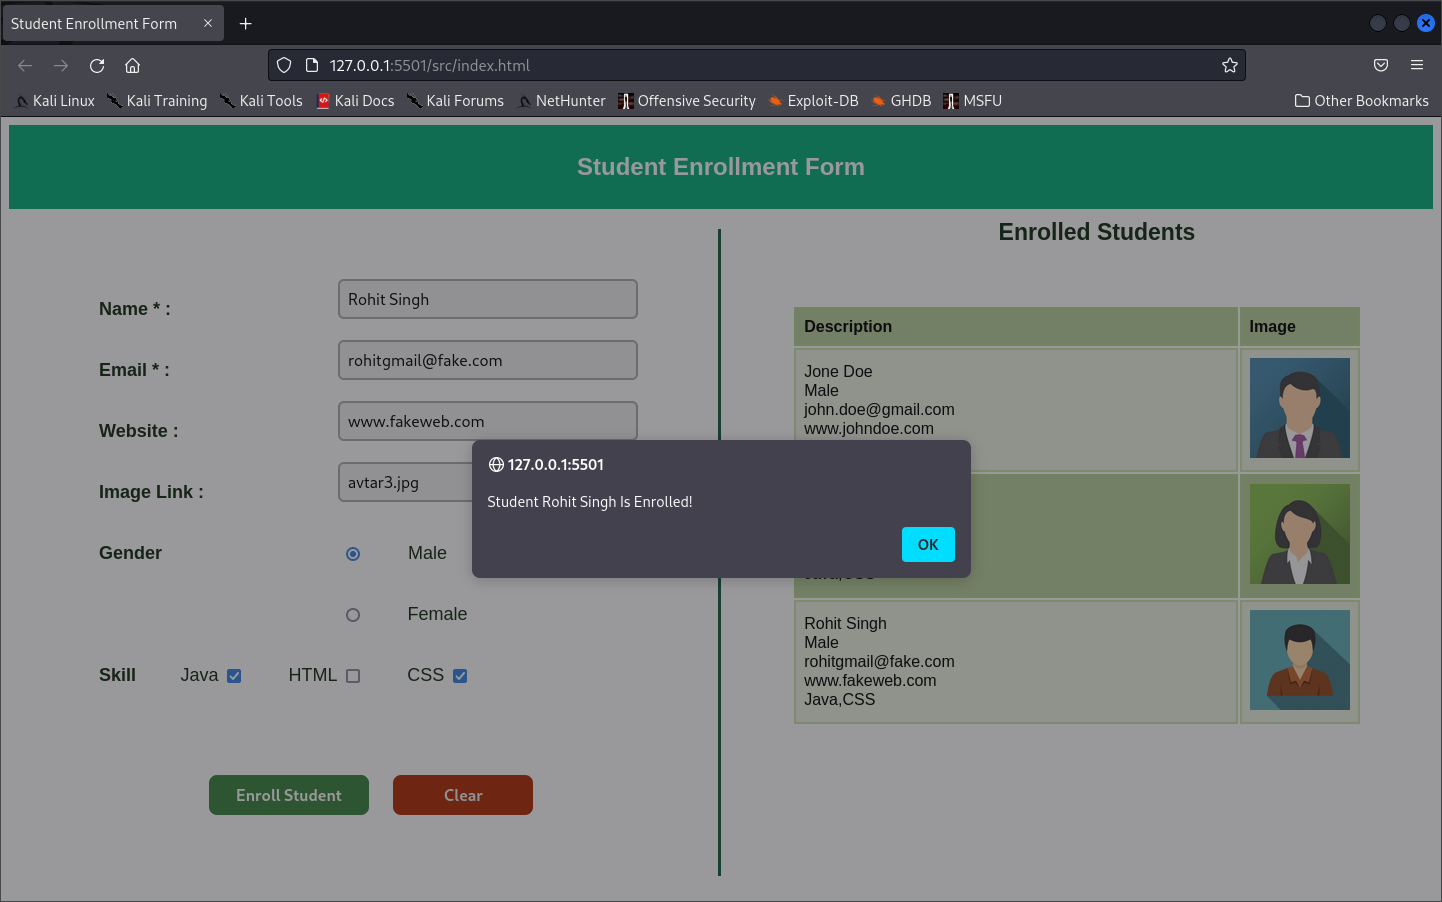 Student Enrollment Form
127.0.0.1:5501/src/index.html
Kali Linux Kali Training Kali Tools Kali Docs Kali Forums NetHunter Offensive Security Exploit-DB GHDB MSFU Other Bookmarks
Student Enrollment Form
Name * : Rohit Singh
Email * : rohitgmail@fake.com
Website : www.fakeweb.com
Image Link : avtar3.jpg
Gender Male
Female
Skill Java HTML CSS
Enroll Student Clear
Enrolled Students
Description Image
Jone Doe
Male
john.doe@gmail.com
www.johndoe.com
Rohit Singh
Male
rohitgmail@fake.com
www.fakeweb.com
Java,CSS
127.0.0.1:5501
Student Rohit Singh Is Enrolled!
OK